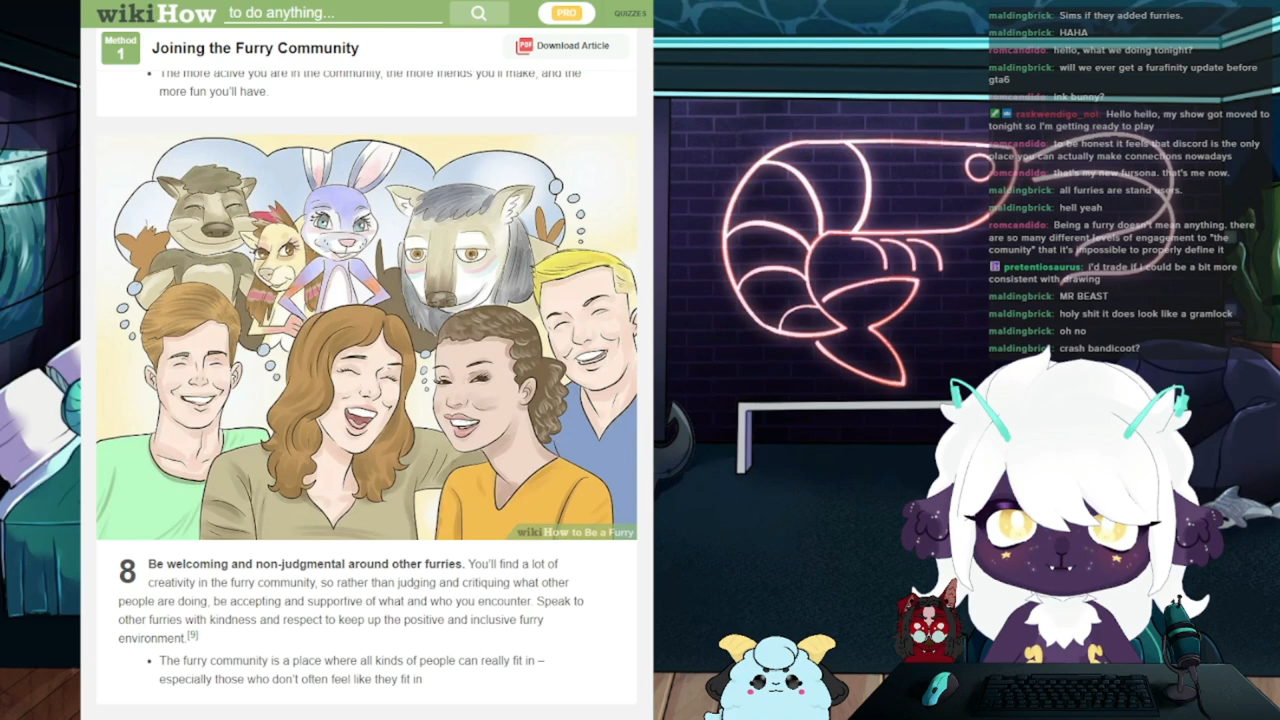 wikiHow to do anything... PRO QUIZZES
Method
1
Joining the Furry Community
PDF Download Article
The more active you are in the community, the more friends you'll make, and the
more fun you'll have.
wikiHow to Be a Furry
8 Be welcoming and non-judgmental around other furries. You'll find a lot of
creativity in the furry community, so rather than judging and critiquing what other
people are doing, be accepting and supportive of what and who you encounter. Speak to
other furries with kindness and respect to keep up the positive and inclusive furry
environment.[9]
The furry community is a place where all kinds of people can really fit in –
especially those who don't often feel like they fit in
maldingbrick: Sims if they added furries.
maldingbrick: HAHA
romcandido: hello, what we doing tonight?
maldingbrick: will we ever get a furafinity update before
gta6
romcandido: ink bunny?
raskwendigo_no!: Hello hello, my show got moved to
tonight so I'm getting ready to play
romcandido: to be honest it feels that discord is the only
place you can actually make connections nowadays
romcandido: that's my new fursona. that's me now.
maldingbrick: all furries are stand users.
maldingbrick: hell yeah
romcandido: Being a furry doesn't mean anything. there
are so many different levels of engagement to "the
comunity" that it's impossible to properly define it
pretentiosaurus: i'd trade if i could be a bit more
consistent with drawing
maldingbrick: MR BEAST
maldingbrick: holy shit it does look like a gramlock
maldingbrick: oh no
maldingbrick: crash bandicoot?